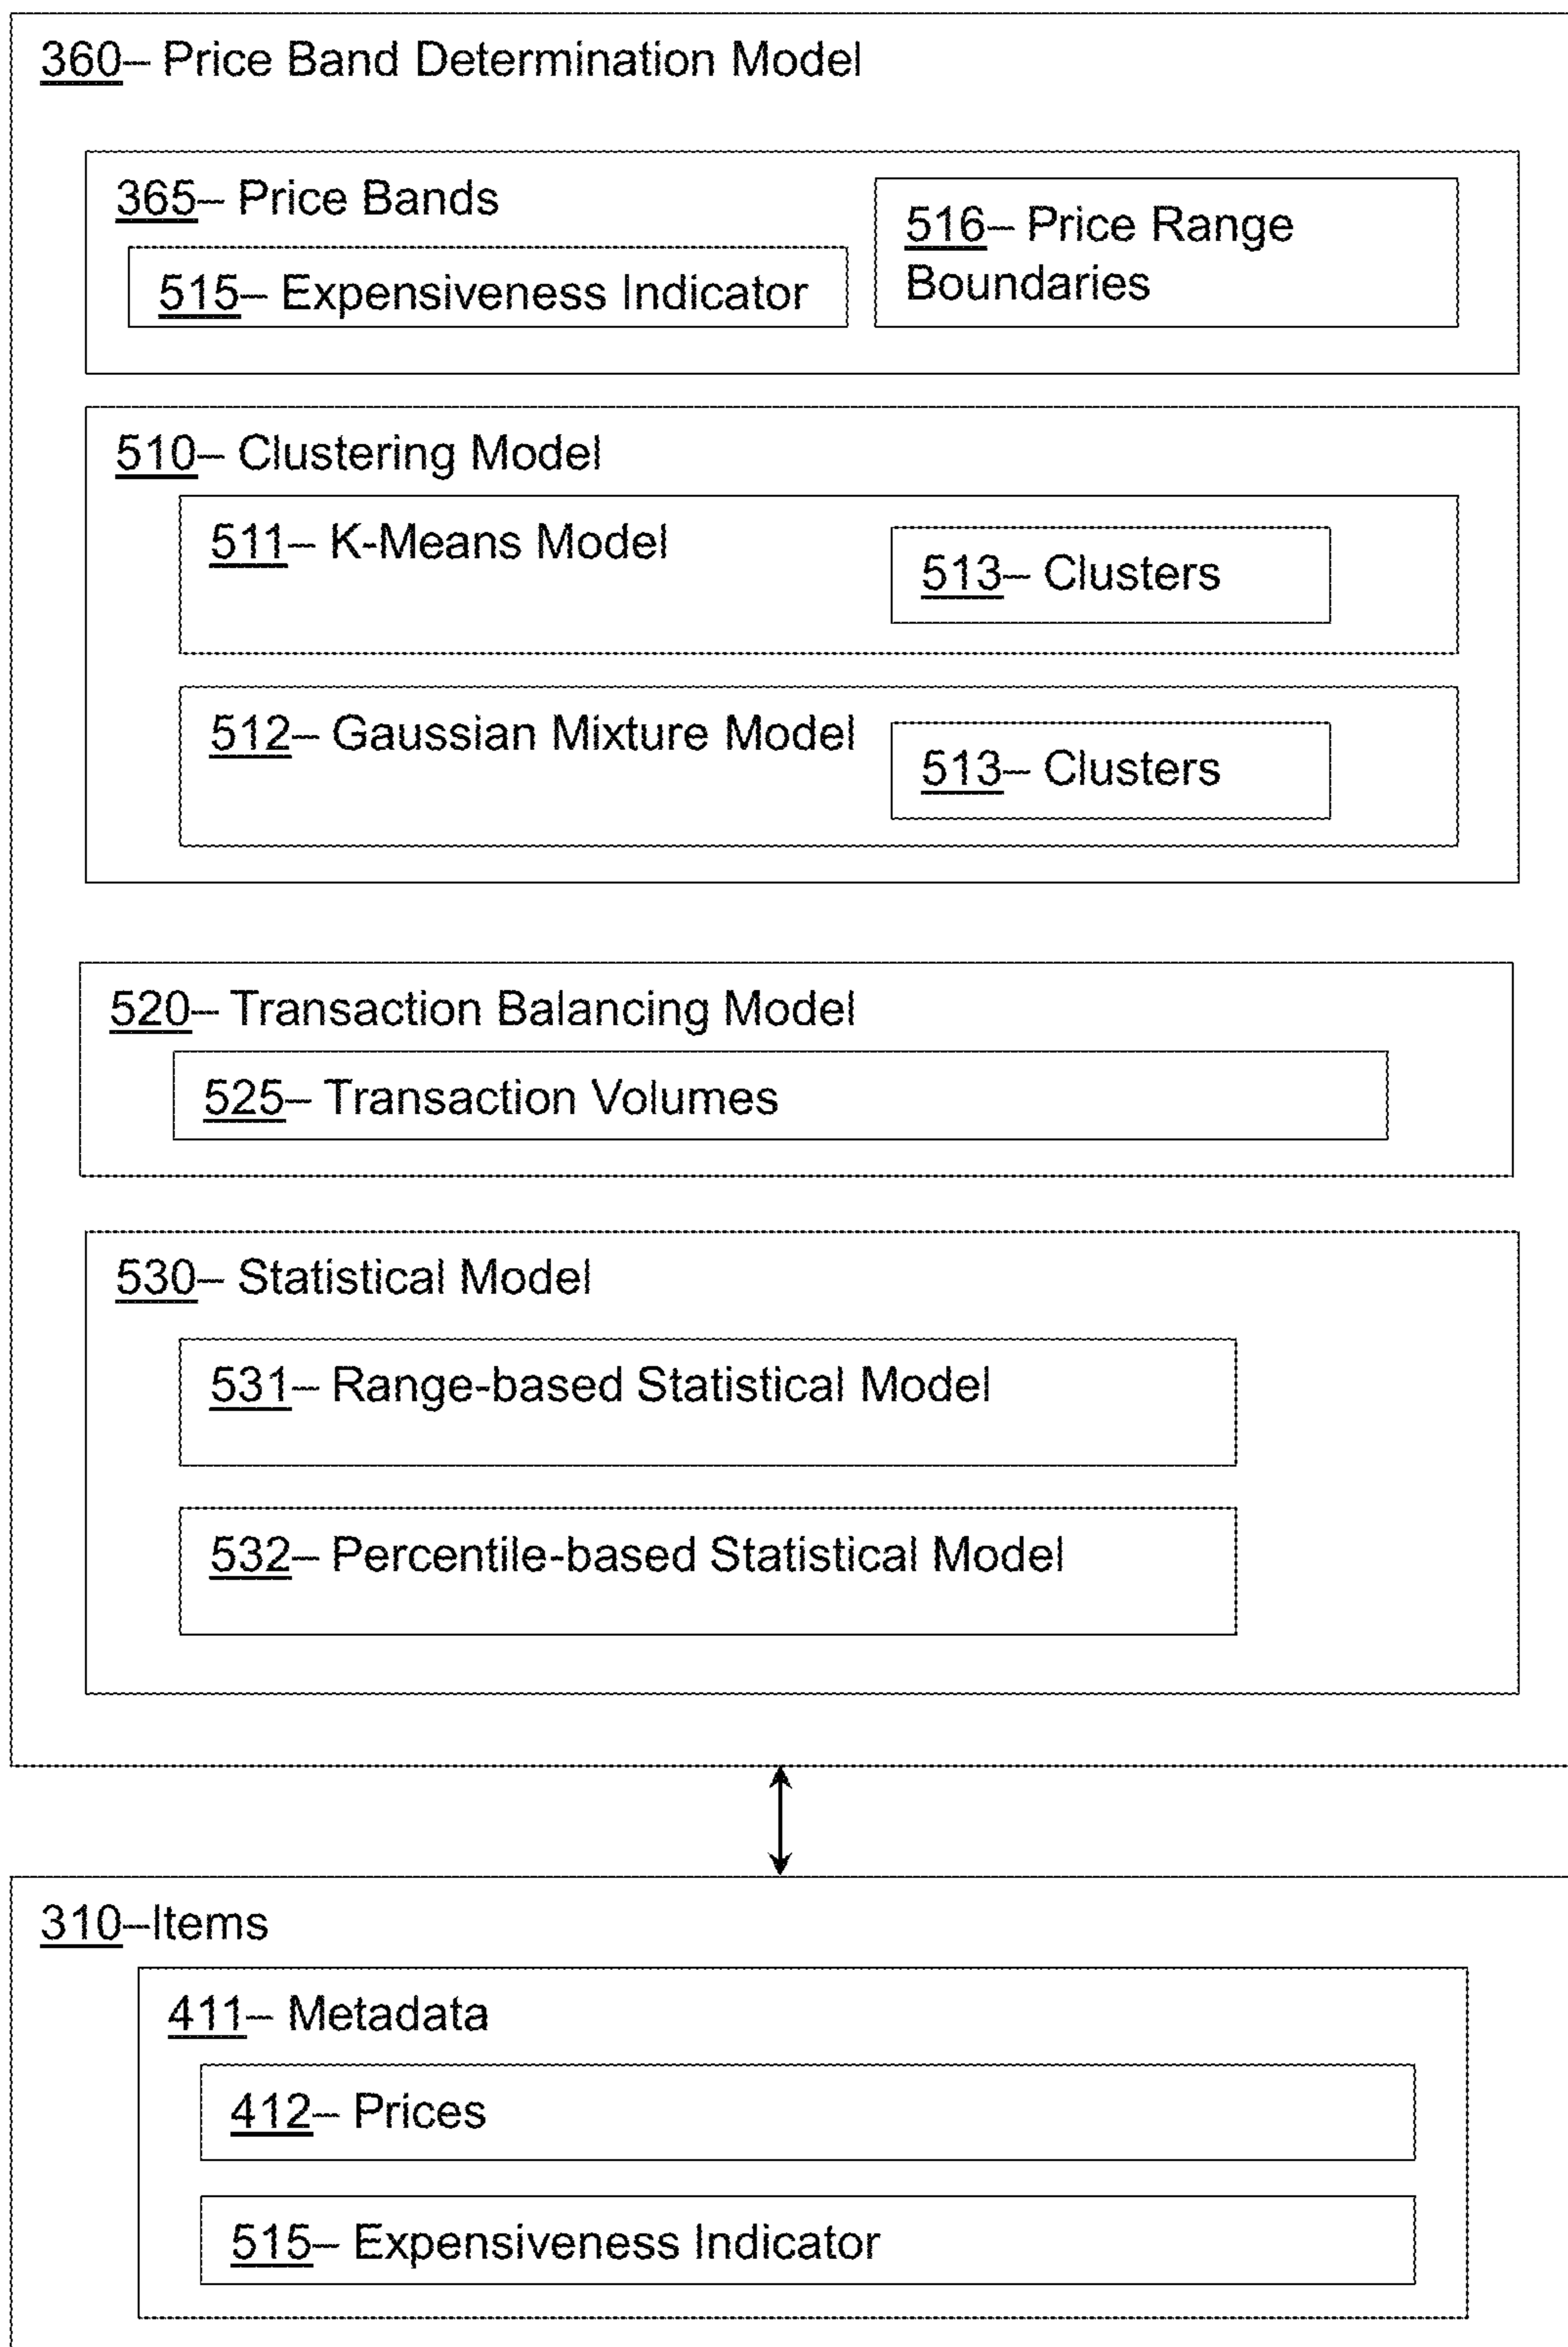 360– Price Band Determination Model
365– Price Bands
515– Expensiveness Indicator
516– Price Range
Boundaries
510– Clustering Model
511– K-Means Model
513– Clusters
512– Gaussian Mixture Model
513– Clusters
520– Transaction Balancing Model
525– Transaction Volumes
530– Statistical Model
531– Range-based Statistical Model
532– Percentile-based Statistical Model
310–Items
411– Metadata
412– Prices
515– Expensiveness Indicator